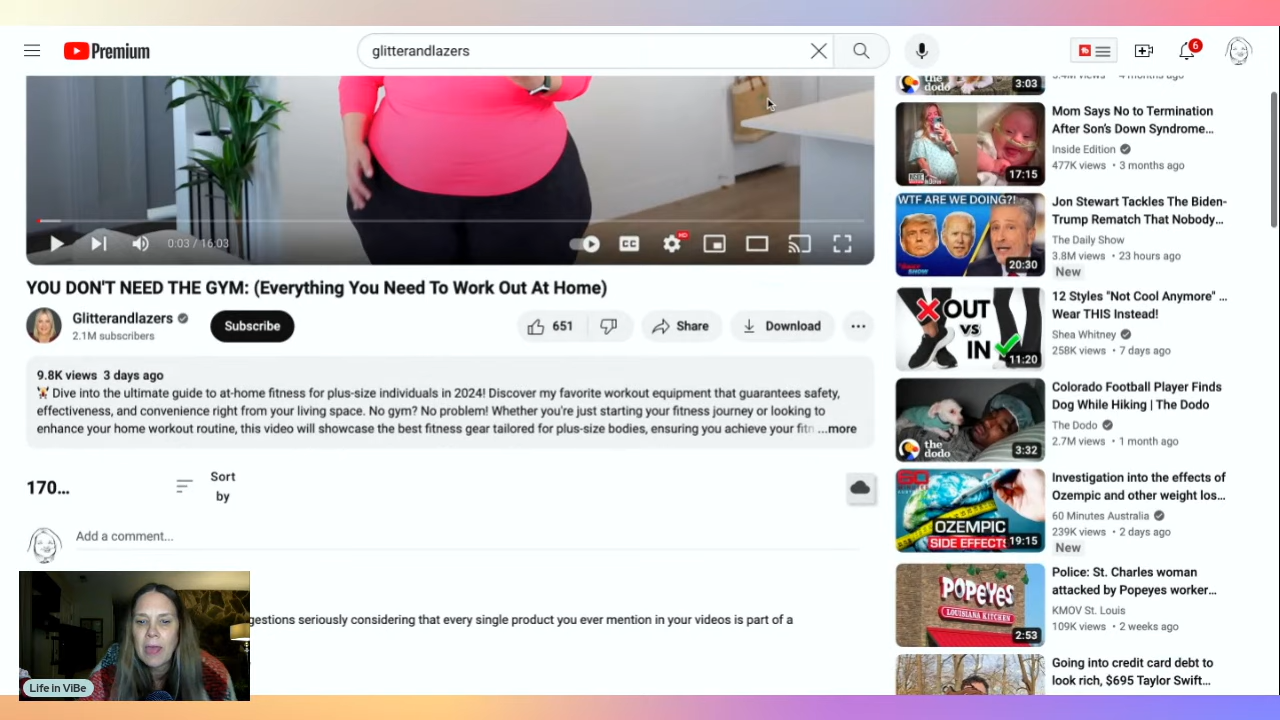 Premium
glitterandlazers
6
0:03 / 16:03
CC
HD
YOU DON'T NEED THE GYM: (Everything You Need To Work Out At Home)
Glitterandlazers
2.1M subscribers
Subscribe
651
Share
Download
9.8K views 3 days ago
Dive into the ultimate guide to at-home fitness for plus-size individuals in 2024! Discover my favorite workout equipment that guarantees safety,
effectiveness, and convenience right from your living space. No gym? No problem! Whether you're just starting your fitness journey or looking to
enhance your home workout routine, this video will showcase the best fitness gear tailored for plus-size bodies, ensuring you achieve your fitn ...more
170...
Sort
by
Add a comment...
gestions seriously considering that every single product you ever mention in your videos is part of a
Life in ViBe
the
dodo
3:03
3.4M views • 4 months ago
17:15
Mom Says No to Termination
After Son's Down Syndrome...
Inside Edition
477K views • 3 months ago
WTF ARE WE DOING?!
20:30
Jon Stewart Tackles The Biden-
Trump Rematch That Nobody...
The Daily Show
3.8M views • 23 hours ago
New
OUT
VS
IN
11:20
12 Styles "Not Cool Anymore" ...
Wear THIS Instead!
Shea Whitney
258K views • 7 days ago
the
dodo
3:32
Colorado Football Player Finds
Dog While Hiking | The Dodo
The Dodo
2.7M views • 1 month ago
OZEMPIC
SIDE EFFECTS
19:15
Investigation into the effects of
Ozempic and other weight los...
60 Minutes Australia
239K views • 2 days ago
New
POPEYES
LOUISIANA KITCHEN
2:53
Police: St. Charles woman
attacked by Popeyes worker...
KMOV St. Louis
109K views • 2 weeks ago
Going into credit card debt to
look rich, $695 Taylor Swift...